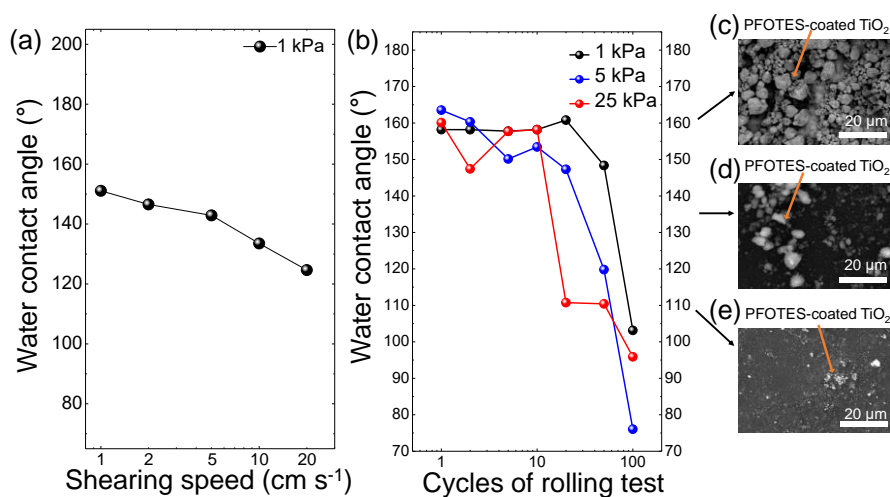 (a)
Water contact angle (°)
200
180
160
140
120
100
80
1 kPa
1
2
5
10
20
Shearing speed (cm s⁻¹)
(b)
Water contact angle (°)
180
170
160
150
140
130
120
110
100
90
80
70
1 kPa
5 kPa
25 kPa
180
170
160
150
140
130
120
110
100
90
80
70
1
10
100
Cycles of rolling test
(c)
PFOTES-coated TiO₂
20 µm
(d)
PFOTES-coated TiO₂
20 µm
(e)
PFOTES-coated TiO₂
20 µm